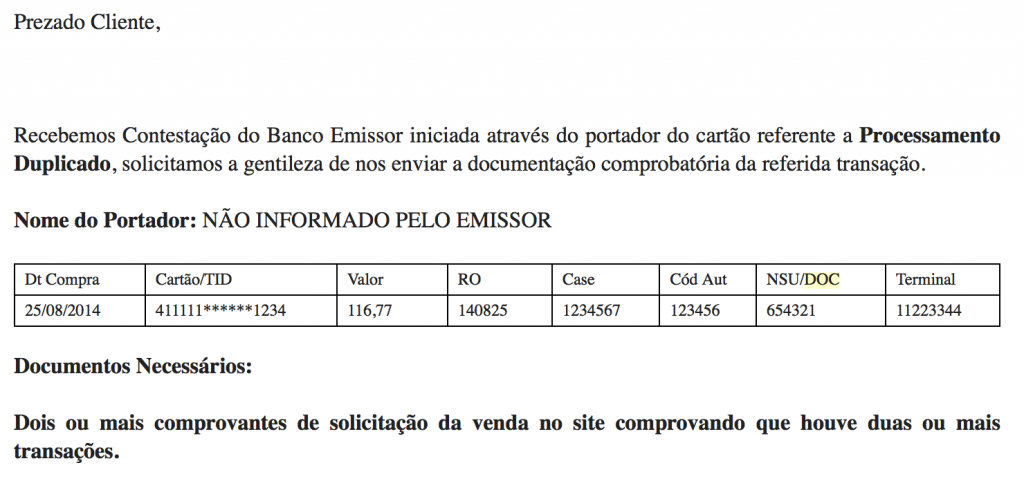 Prezado Cliente,
Recebemos Contestação do Banco Emissor iniciada através do portador do cartão referente a Processamento
Duplicado, solicitamos a gentileza de nos enviar a documentação comprobatória da referida transação.
Nome do Portador: NÃO INFORMADO PELO EMISSOR
Dt Compra Cartão/TID Valor RO Case Cód Aut NSU/DOC Terminal
25/08/2014 411111******1234 116,77 140825 1234567 123456 654321 11223344
Documentos Necessários:
Dois ou mais comprovantes de solicitação da venda no site comprovando que houve duas ou mais
transações.